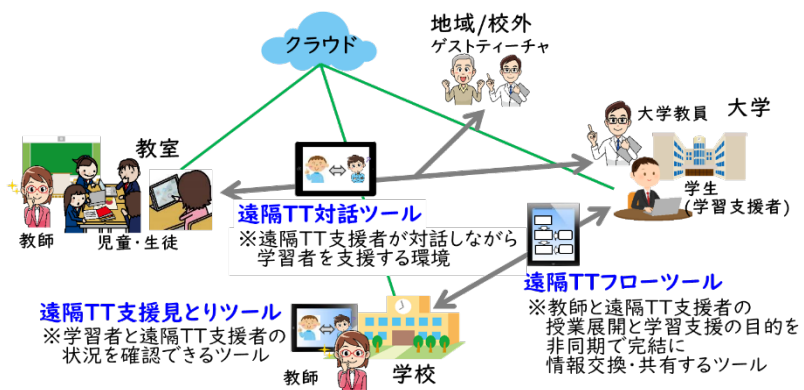 クラウド
地域/校外
ゲストティーチャ
大学教員
大学
教室
学生
(学習支援者)
教師
児童・生徒
遠隔TT対話ツール
※遠隔TT支援者が対話しながら
学習者を支援する環境
遠隔TTフローツール
※教師と遠隔TT支援者の
授業展開と学習支援の目的を
非同期で完結に
情報交換・共有するツール
遠隔TT支援見とりツール
※学習者と遠隔TT支援者の
状況を確認できるツール
教師
学校